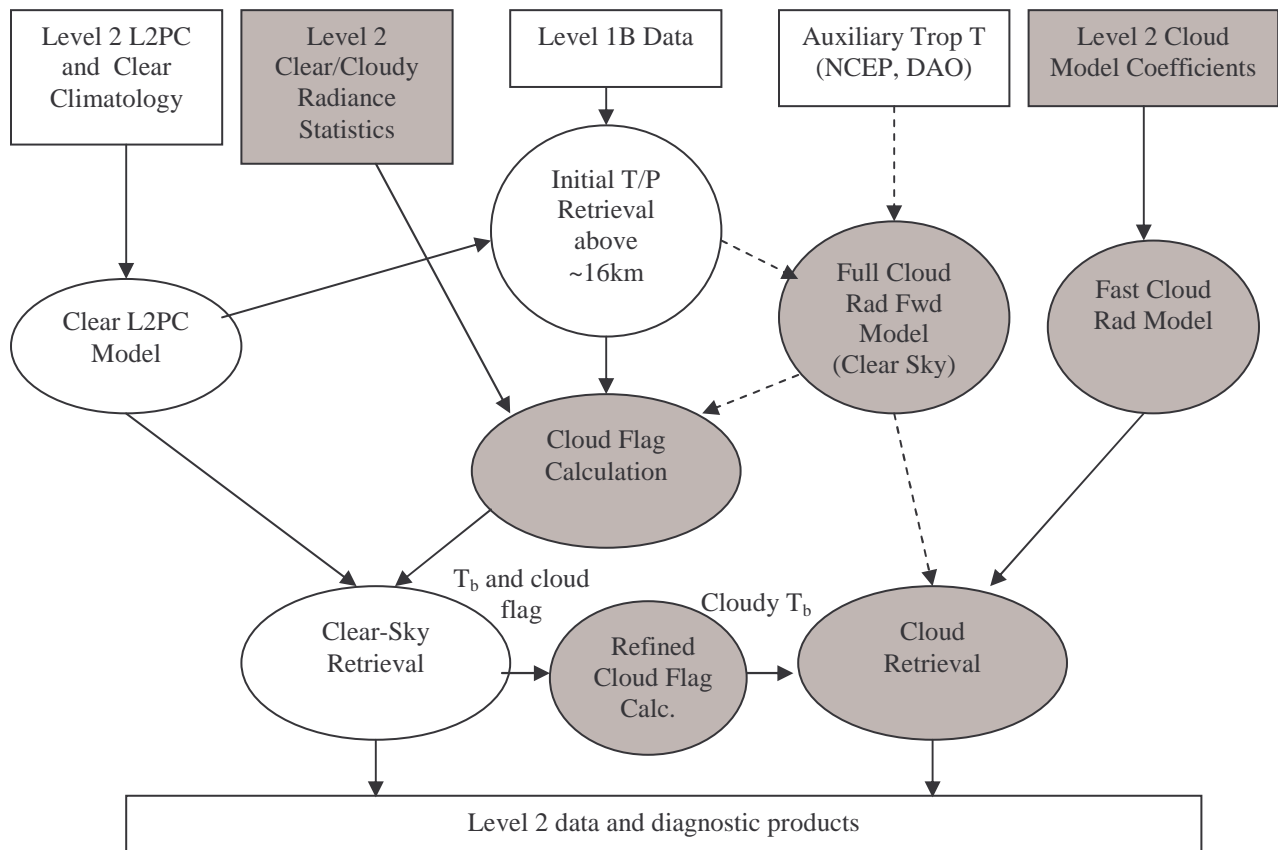 Level 2 L2PC
and Clear
Climatology
Level 2
Clear/Cloudy
Radiance
Statistics
Level 1B Data
Auxiliary Trop T
(NCEP, DAO)
Level 2 Cloud
Model Coefficients
Initial T/P
Retrieval
above
~16km
Clear L2PC
Model
Full Cloud
Rad Fwd
Model
(Clear Sky)
Fast Cloud
Rad Model
Cloud Flag
Calculation
Clear-Sky
Retrieval
T_b and cloud
flag
Refined
Cloud Flag
Calc.
Cloudy T_b
Cloud
Retrieval
Level 2 data and diagnostic products